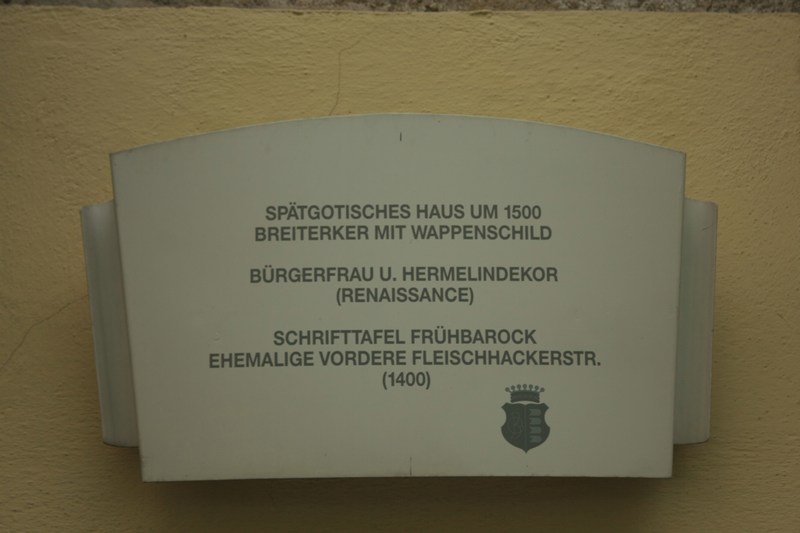 SPÄTGOTISCHES HAUS UM 1500
BREITERKER MIT WAPPENSCHILD
BÜRGERFRAU U. HERMELINDEKOR
(RENAISSANCE)
SCHRIFTTAFEL FRÜHBAROCK
EHEMALIGE VORDERE FLEISCHHACKERSTR.
(1400)